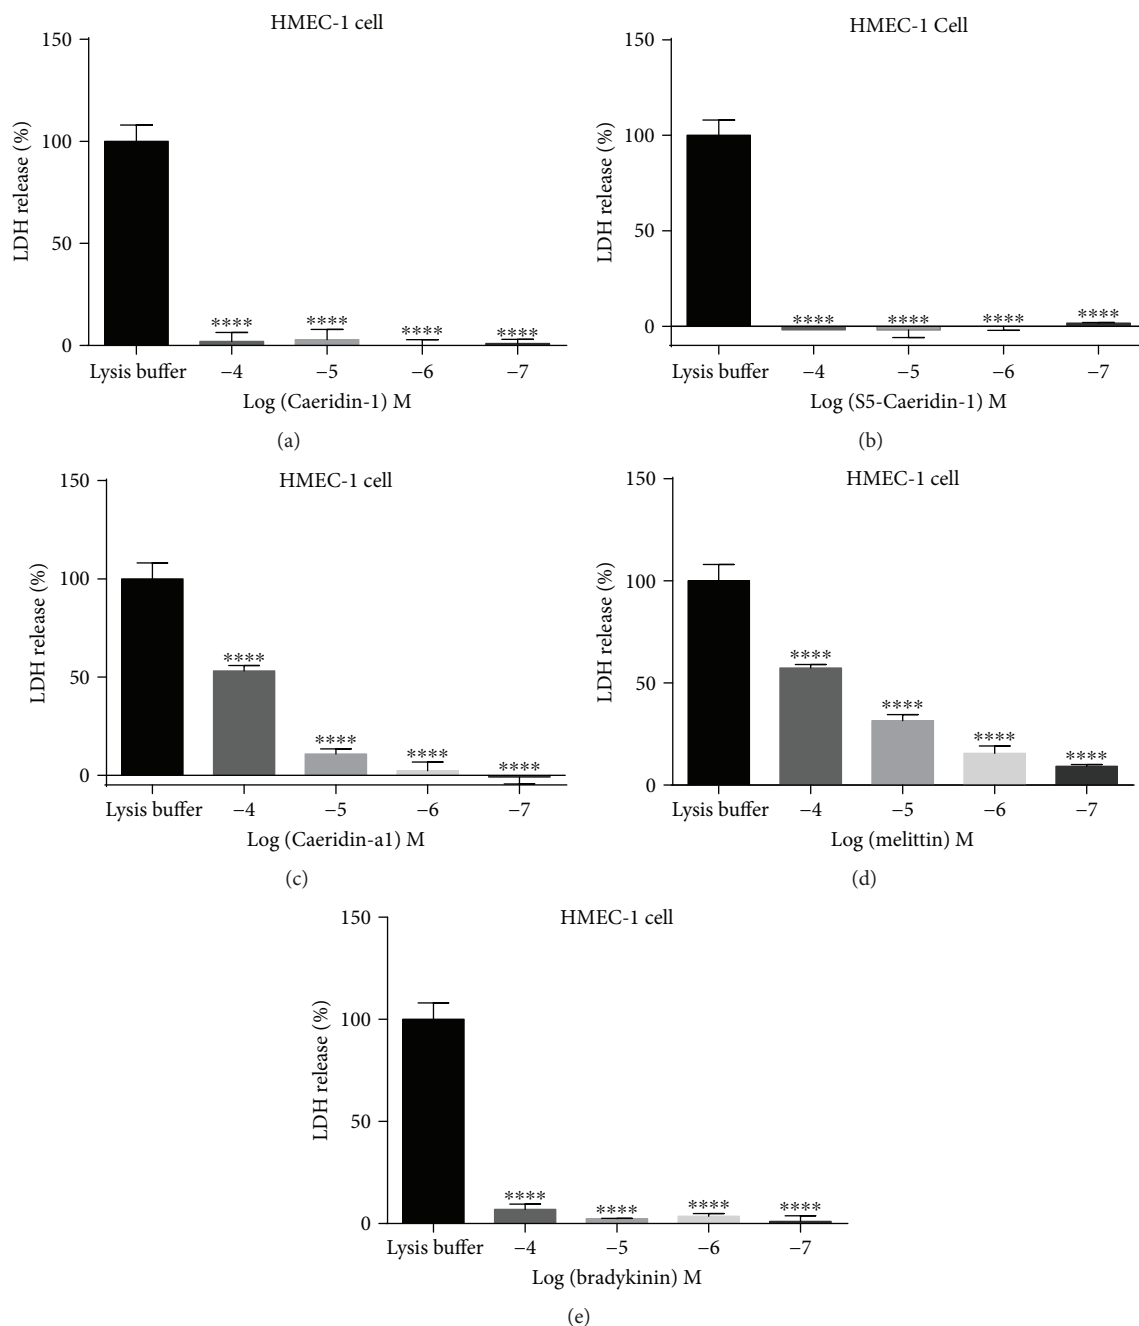 HMEC-1 cell
150
100
50
0
LDH release (%)
****
****
****
****
Lysis buffer
−4
−5
−6
−7
Log (Caeridin-1) M
(a)
HMEC-1 Cell
150
100
50
0
LDH release (%)
****
****
****
****
Lysis buffer
−4
−5
−6
−7
Log (S5-Caeridin-1) M
(b)
HMEC-1 cell
150
100
50
0
LDH release (%)
****
****
****
****
Lysis buffer
−4
−5
−6
−7
Log (Caeridin-a1) M
(c)
HMEC-1 cell
150
100
50
0
LDH release (%)
****
****
****
****
Lysis buffer
−4
−5
−6
−7
Log (melittin) M
(d)
HMEC-1 cell
150
100
50
0
LDH release (%)
****
****
****
****
Lysis buffer
−4
−5
−6
−7
Log (bradykinin) M
(e)